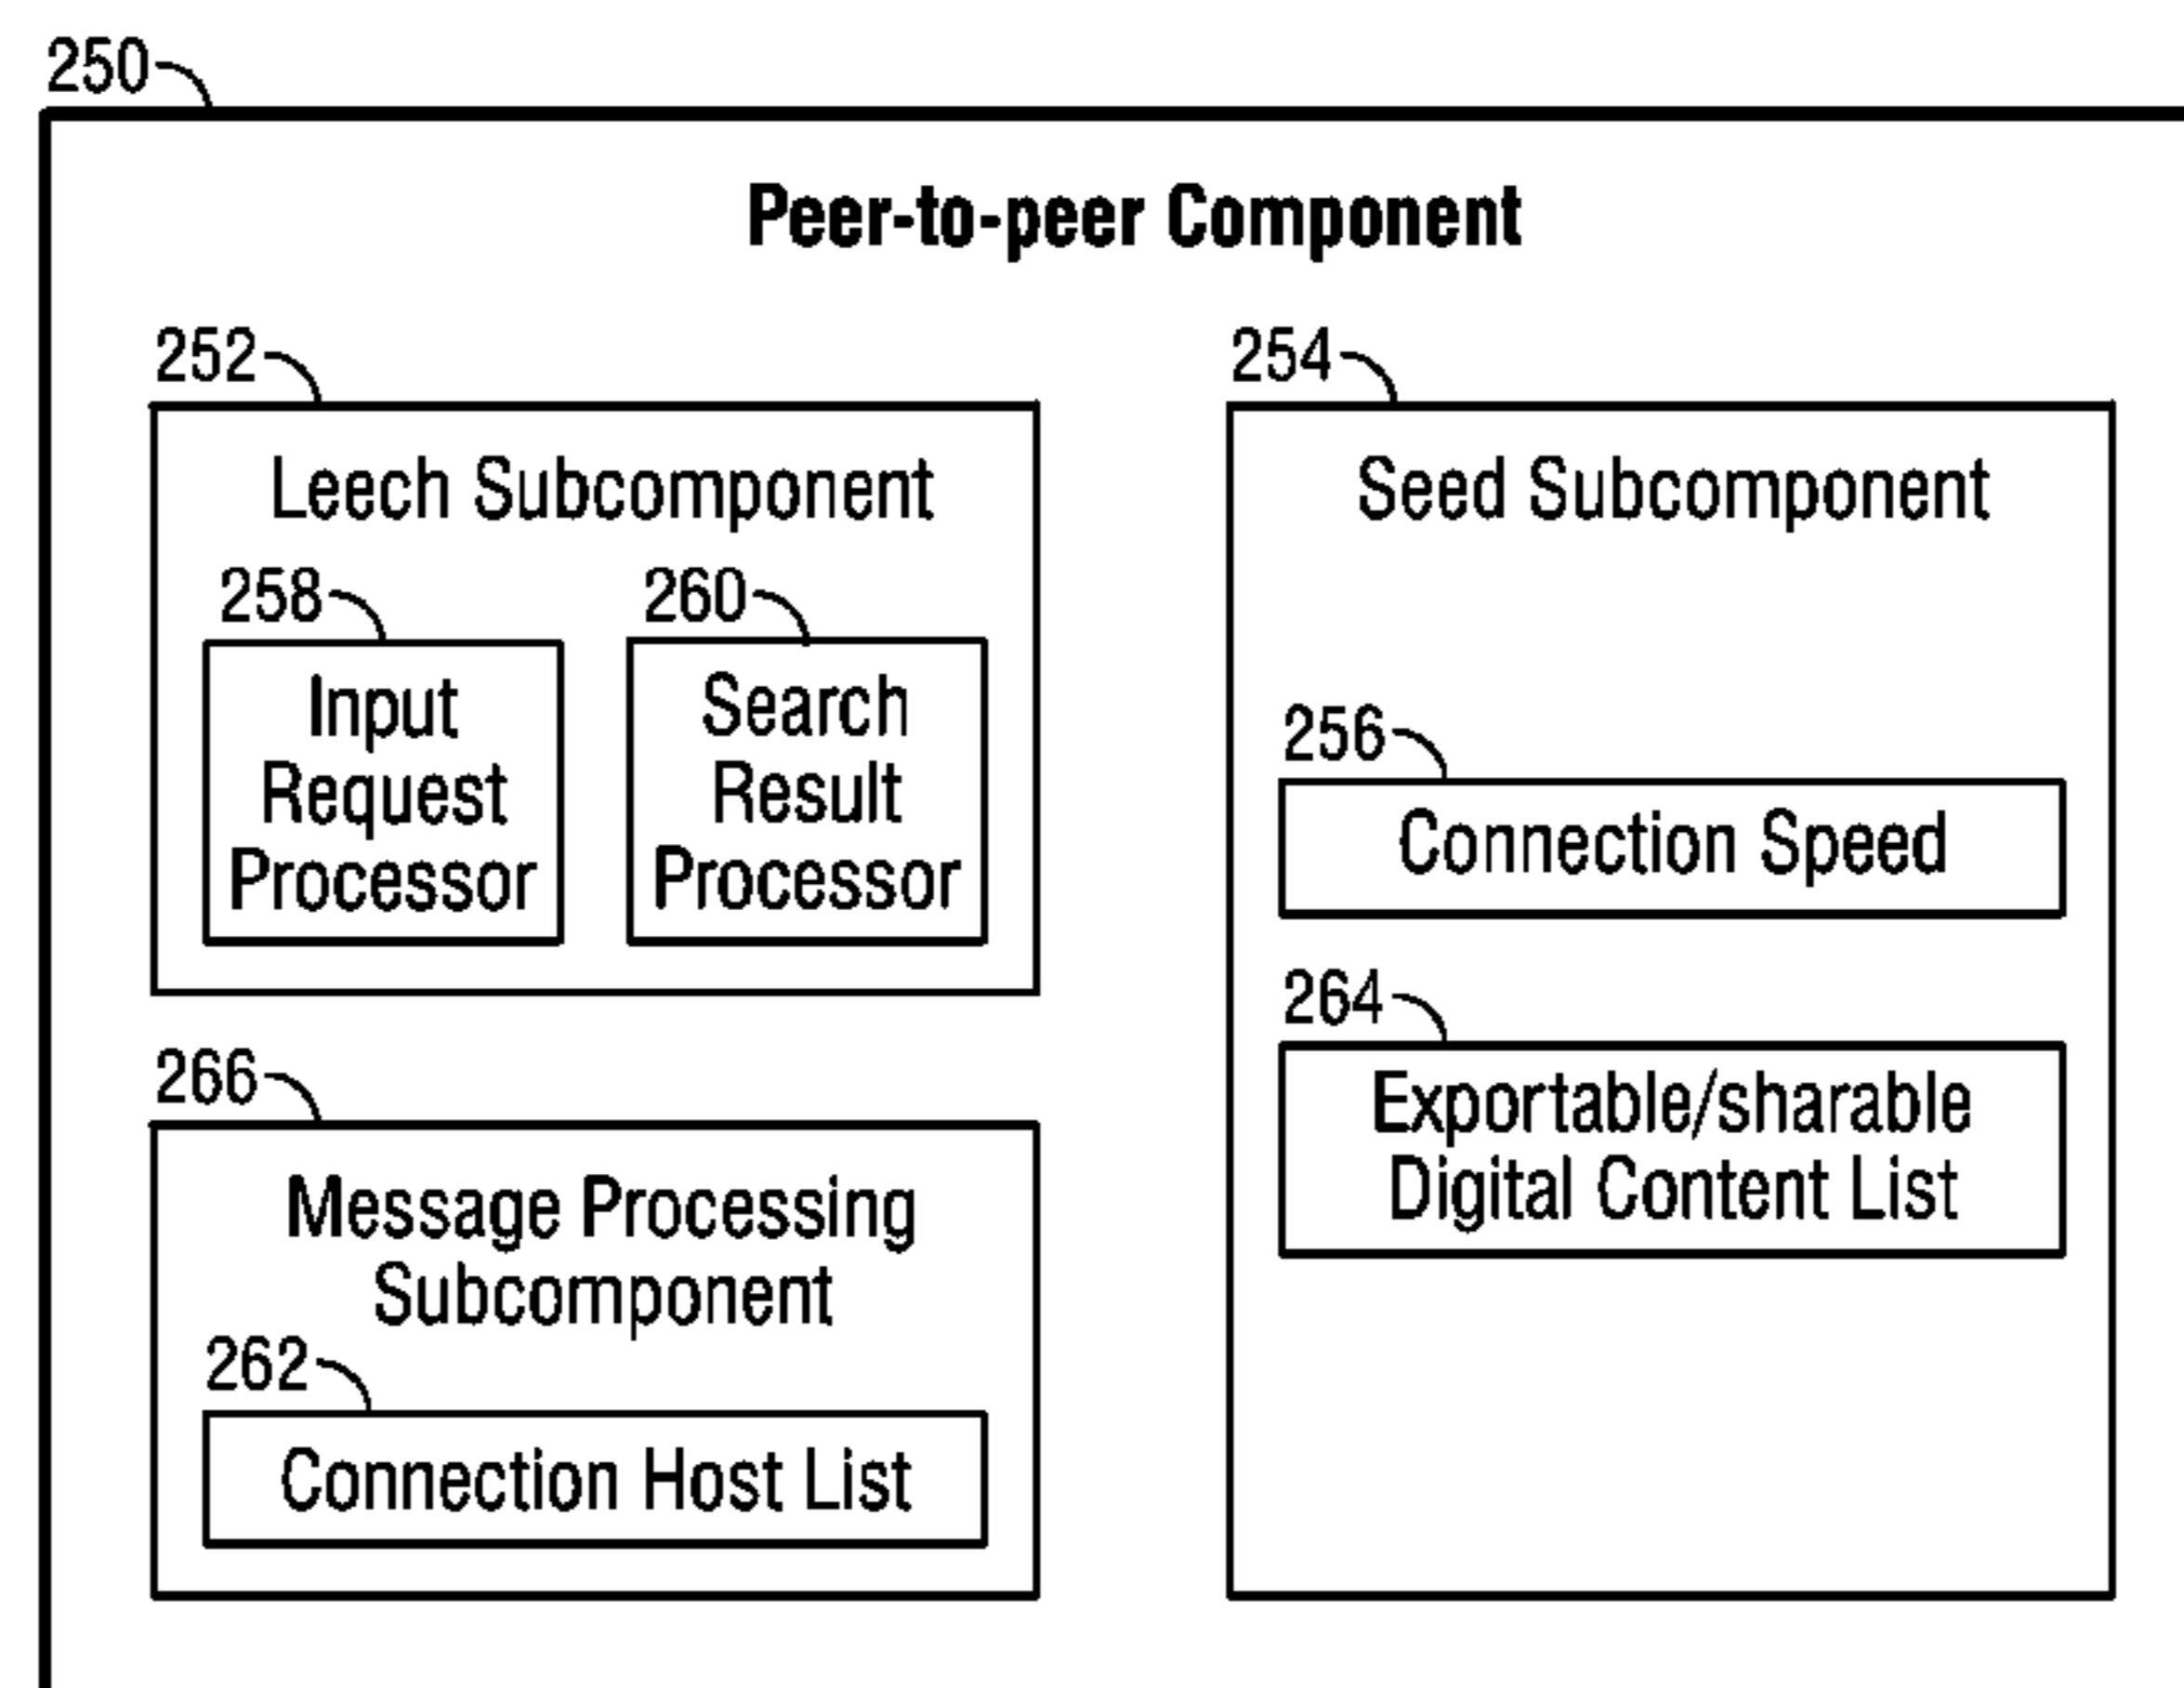 250
Peer-to-peer Component
252
Leech Subcomponent
258
Input
Request
Processor
260
Search
Result
Processor
266
Message Processing
Subcomponent
262
Connection Host List
254
Seed Subcomponent
256
Connection Speed
264
Exportable/sharable
Digital Content List